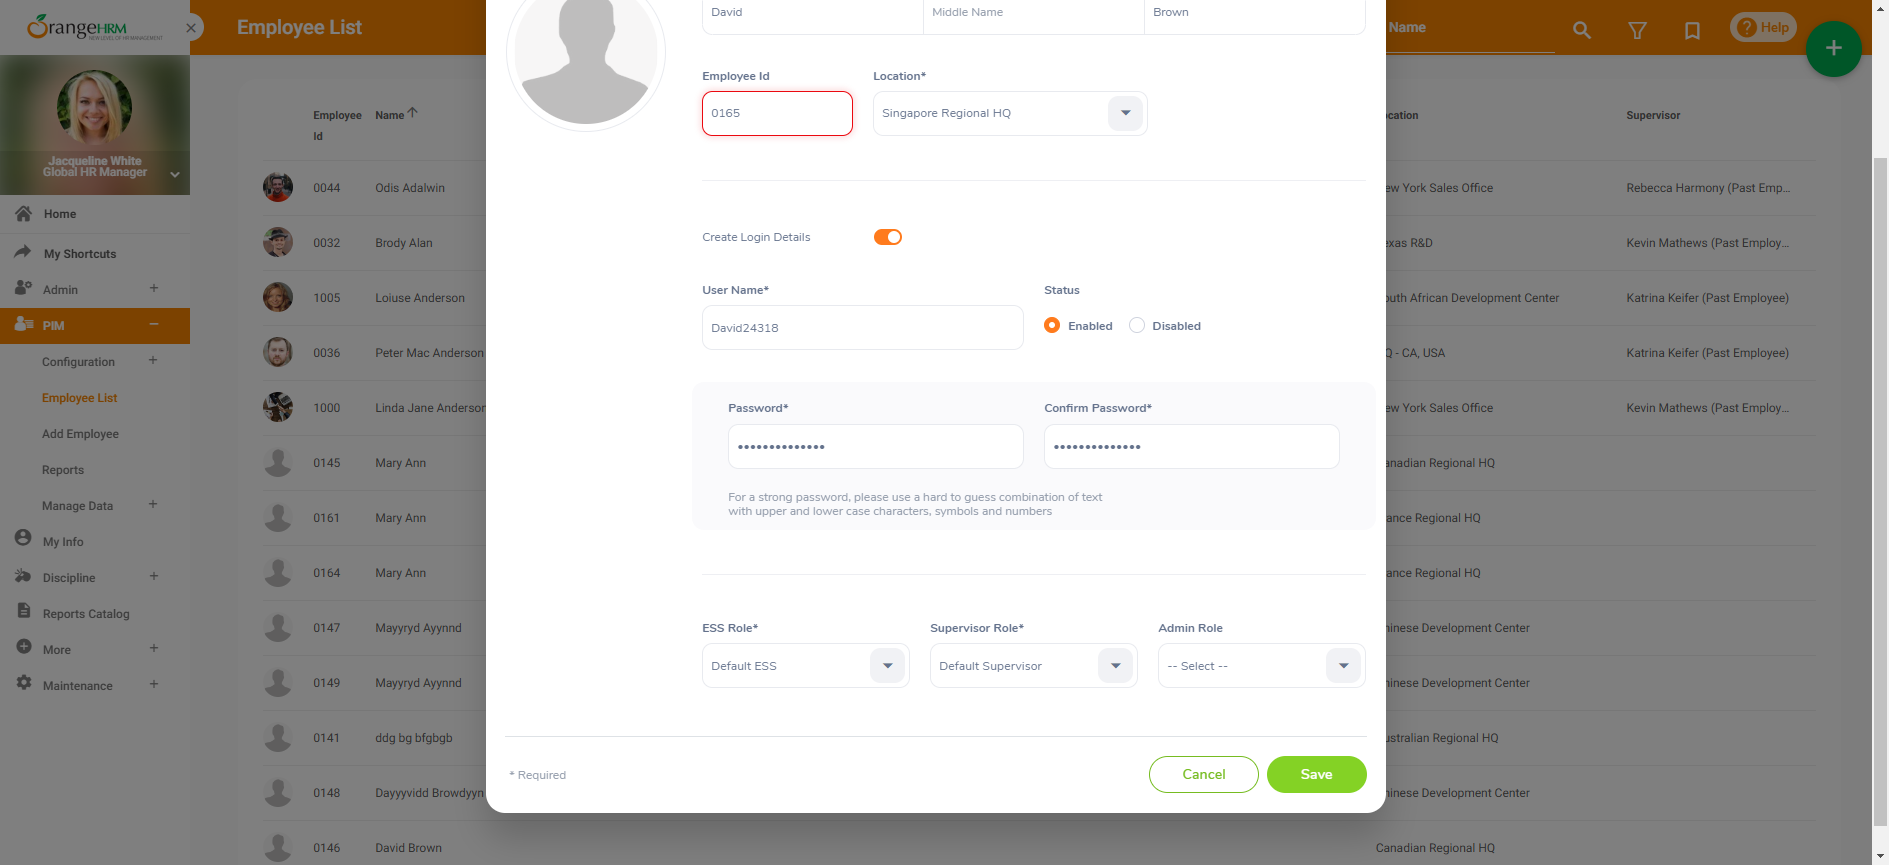 OrangeHRM
NEW LEVEL OF HR MANAGEMENT
Employee List
Name
Help
Jacqueline White
Global HR Manager
Home
My Shortcuts
Admin
PIM
Configuration
Employee List
Add Employee
Reports
Manage Data
My Info
Discipline
Reports Catalog
More
Maintenance
Employee Id
Name
ocation
Supervisor
0044 Odis Adalwin ew York Sales Office Rebecca Harmony (Past Emp...
0032 Brody Alan exas R&D Kevin Mathews (Past Employ...
1005 Loiuse Anderson outh African Development Center Katrina Keifer (Past Employee)
0036 Peter Mac Anderson Q - CA, USA Katrina Keifer (Past Employee)
1000 Linda Jane Anderson ew York Sales Office Kevin Mathews (Past Employ...
0145 Mary Ann anadian Regional HQ
0161 Mary Ann ance Regional HQ
0164 Mary Ann ance Regional HQ
0147 Mayyryd Ayynnd hinese Development Center
0149 Mayyryd Ayynnd hinese Development Center
0141 ddg bg bfgbgb ustralian Regional HQ
0148 Dayyyvidd Browdyyn hinese Development Center
0146 David Brown Canadian Regional HQ
David Middle Name Brown
Employee Id Location*
0165 Singapore Regional HQ
Create Login Details
User Name* Status
David24318 Enabled Disabled
Password* Confirm Password*
•••••••••••••• ••••••••••••••
For a strong password, please use a hard to guess combination of text
with upper and lower case characters, symbols and numbers
ESS Role* Supervisor Role* Admin Role
Default ESS Default Supervisor -- Select --
* Required Cancel Save